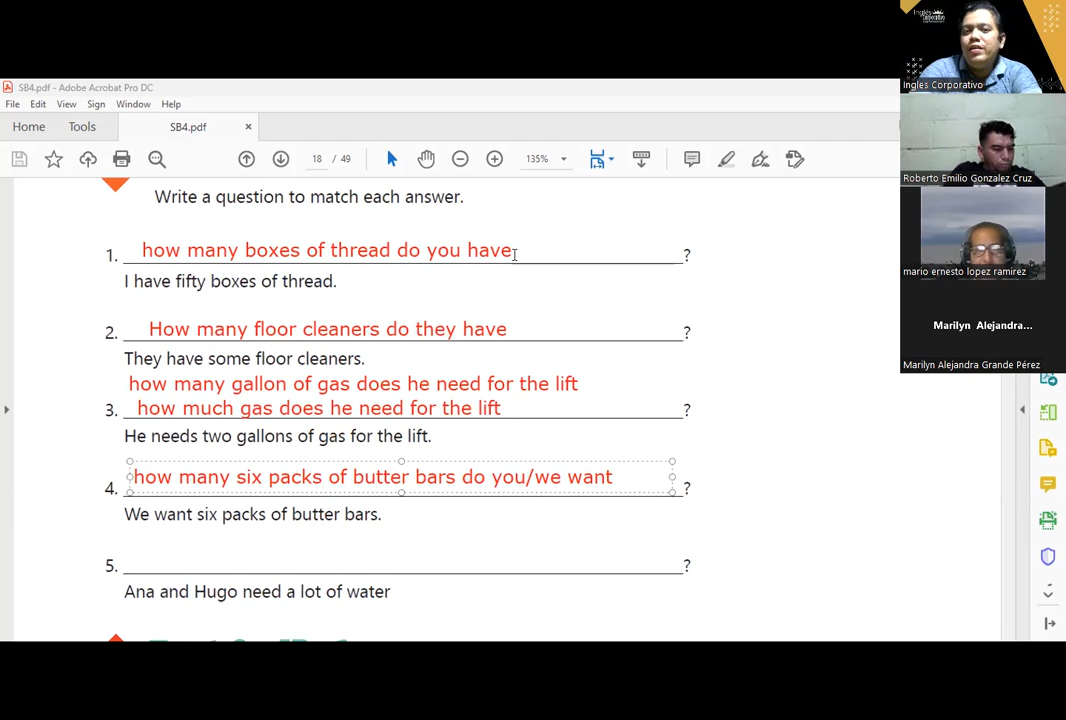 SB4.pdf - Adobe Acrobat Pro DC
File Edit View Sign Window Help
Home Tools SB4.pdf ×
18 / 49 135%
Write a question to match each answer.
1. how many boxes of thread do you have ?
I have fifty boxes of thread.
2. How many floor cleaners do they have ?
They have some floor cleaners.
how many gallon of gas does he need for the lift
3. how much gas does he need for the lift ?
He needs two gallons of gas for the lift.
4. how many six packs of butter bars do you/we want ?
We want six packs of butter bars.
5. ?
Ana and Hugo need a lot of water
Inglés
Corporativo
Ingles Corporativo
Roberto Emilio Gonzalez Cruz
mario ernesto lopez ramirez
Marilyn Alejandra...
Marilyn Alejandra Grande Pérez